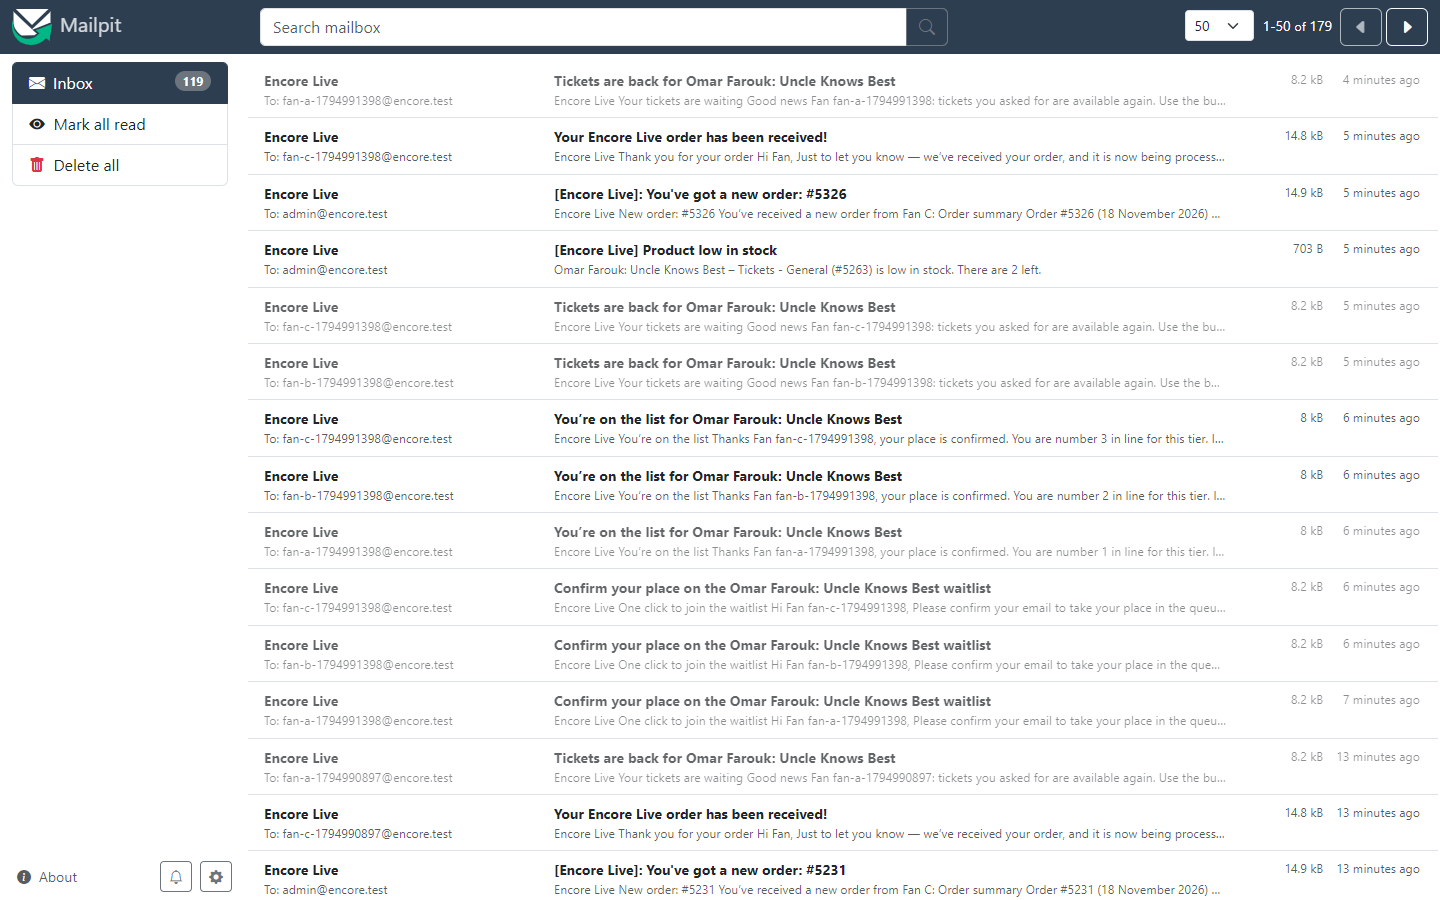 Mailpit
Search mailbox
50
1-50 of 179
Inbox
119
Mark all read
Delete all
Encore Live
To: fan-a-1794991398@encore.test
Tickets are back for Omar Farouk: Uncle Knows Best
Encore Live Your tickets are waiting Good news Fan fan-a-1794991398: tickets you asked for are available again. Use the bu...
8.2 kB
4 minutes ago
Encore Live
To: fan-c-1794991398@encore.test
Your Encore Live order has been received!
Encore Live Thank you for your order Hi Fan, Just to let you know — we've received your order, and it is now being process...
14.8 kB
5 minutes ago
Encore Live
To: admin@encore.test
[Encore Live]: You've got a new order: #5326
Encore Live New order: #5326 You've received a new order from Fan C: Order summary Order #5326 (18 November 2026) ...
14.9 kB
5 minutes ago
Encore Live
To: admin@encore.test
[Encore Live] Product low in stock
Omar Farouk: Uncle Knows Best – Tickets - General (#5263) is low in stock. There are 2 left.
703 B
5 minutes ago
Encore Live
To: fan-c-1794991398@encore.test
Tickets are back for Omar Farouk: Uncle Knows Best
Encore Live Your tickets are waiting Good news Fan fan-c-1794991398: tickets you asked for are available again. Use the bu...
8.2 kB
5 minutes ago
Encore Live
To: fan-b-1794991398@encore.test
Tickets are back for Omar Farouk: Uncle Knows Best
Encore Live Your tickets are waiting Good news Fan fan-b-1794991398: tickets you asked for are available again. Use the b...
8.2 kB
5 minutes ago
Encore Live
To: fan-c-1794991398@encore.test
You're on the list for Omar Farouk: Uncle Knows Best
Encore Live You're on the list Thanks Fan fan-c-1794991398, your place is confirmed. You are number 3 in line for this tier. I...
8 kB
6 minutes ago
Encore Live
To: fan-b-1794991398@encore.test
You're on the list for Omar Farouk: Uncle Knows Best
Encore Live You're on the list Thanks Fan fan-b-1794991398, your place is confirmed. You are number 2 in line for this tier. I...
8 kB
6 minutes ago
Encore Live
To: fan-a-1794991398@encore.test
You're on the list for Omar Farouk: Uncle Knows Best
Encore Live You're on the list Thanks Fan fan-a-1794991398, your place is confirmed. You are number 1 in line for this tier. I...
8 kB
6 minutes ago
Encore Live
To: fan-c-1794991398@encore.test
Confirm your place on the Omar Farouk: Uncle Knows Best waitlist
Encore Live One click to join the waitlist Hi Fan fan-c-1794991398, Please confirm your email to take your place in the queu...
8.2 kB
6 minutes ago
Encore Live
To: fan-b-1794991398@encore.test
Confirm your place on the Omar Farouk: Uncle Knows Best waitlist
Encore Live One click to join the waitlist Hi Fan fan-b-1794991398, Please confirm your email to take your place in the que...
8.2 kB
6 minutes ago
Encore Live
To: fan-a-1794991398@encore.test
Confirm your place on the Omar Farouk: Uncle Knows Best waitlist
Encore Live One click to join the waitlist Hi Fan fan-a-1794991398, Please confirm your email to take your place in the queu...
8.2 kB
7 minutes ago
Encore Live
To: fan-a-1794990897@encore.test
Tickets are back for Omar Farouk: Uncle Knows Best
Encore Live Your tickets are waiting Good news Fan fan-a-1794990897: tickets you asked for are available again. Use the bu...
8.2 kB
13 minutes ago
Encore Live
To: fan-c-1794990897@encore.test
Your Encore Live order has been received!
Encore Live Thank you for your order Hi Fan, Just to let you know — we've received your order, and it is now being process...
14.8 kB
13 minutes ago
Encore Live
To: admin@encore.test
[Encore Live]: You've got a new order: #5231
Encore Live New order: #5231 You've received a new order from Fan C: Order summary Order #5231 (18 November 2026) ...
14.9 kB
13 minutes ago
About